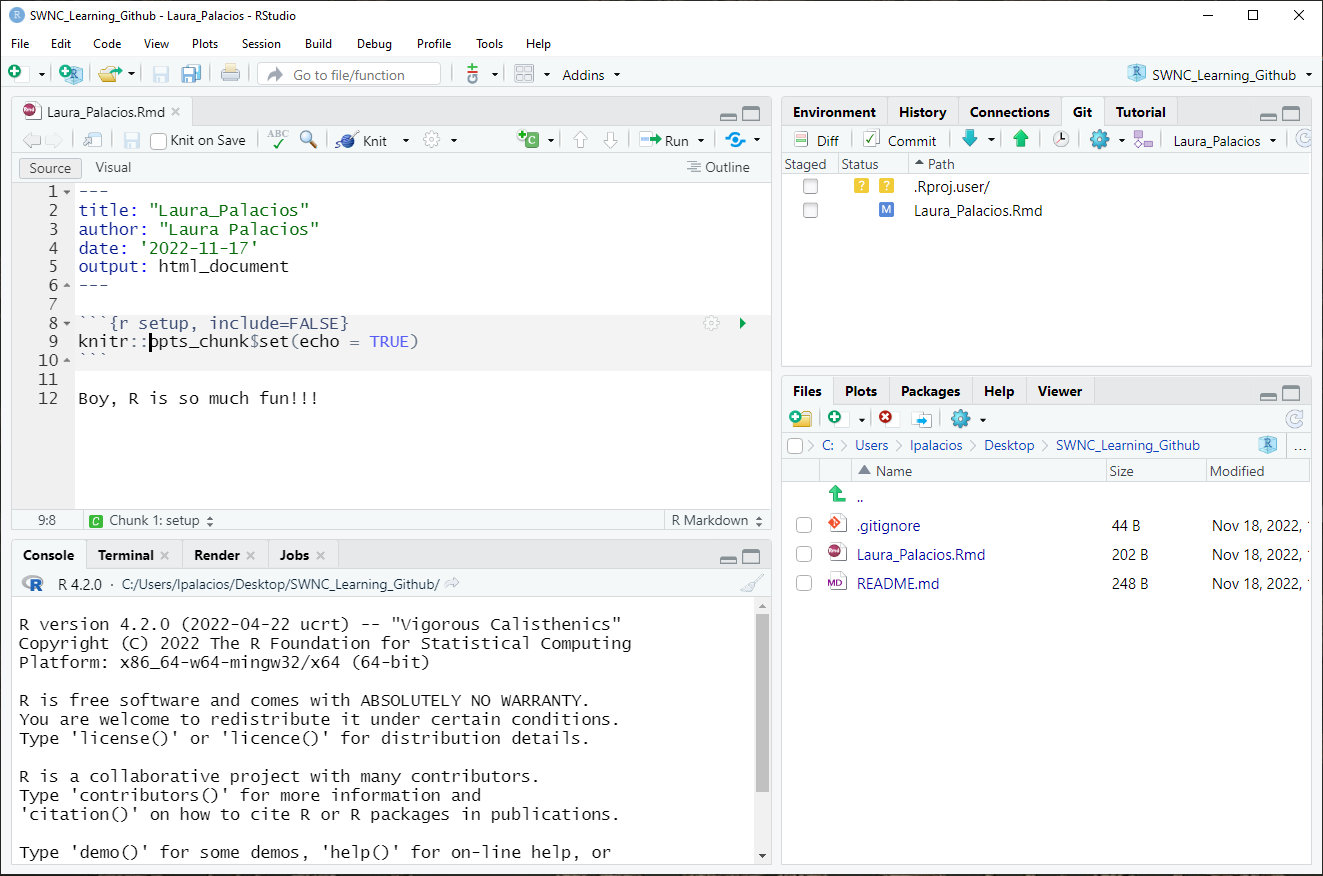 SWNC_Learning_Github - Laura_Palacios - RStudio
File Edit Code View Plots Session Build Debug Profile Tools Help
Go to file/function Addins SWNC_Learning_Github
Laura_Palacios.Rmd
Knit on Save ABC Knit Run
Source Visual Outline
1 ---
2 title: "Laura_Palacios"
3 author: "Laura Palacios"
4 date: '2022-11-17'
5 output: html_document
6 ---
7
8 ```{r setup, include=FALSE}
9 knitr::opts_chunk$set(echo = TRUE)
10 ```
11
12 Boy, R is so much fun!!!
9:8 C Chunk 1: setup R Markdown
Console Terminal Render Jobs
R 4.2.0 · C:/Users/lpalacios/Desktop/SWNC_Learning_Github/
R version 4.2.0 (2022-04-22 ucrt) -- "Vigorous Calisthenics"
Copyright (C) 2022 The R Foundation for Statistical Computing
Platform: x86_64-w64-mingw32/x64 (64-bit)
R is free software and comes with ABSOLUTELY NO WARRANTY.
You are welcome to redistribute it under certain conditions.
Type 'license()' or 'licence()' for distribution details.
R is a collaborative project with many contributors.
Type 'contributors()' for more information and
'citation()' on how to cite R or R packages in publications.
Type 'demo()' for some demos, 'help()' for on-line help, or
Environment History Connections Git Tutorial
Diff Commit Laura_Palacios
Staged Status Path
? ? .Rproj.user/
M Laura_Palacios.Rmd
Files Plots Packages Help Viewer
C: Users lpalacios Desktop SWNC_Learning_Github ...
Name Size Modified
..
.gitignore 44 B Nov 18, 2022,
Laura_Palacios.Rmd 202 B Nov 18, 2022,
MD README.md 248 B Nov 18, 2022,